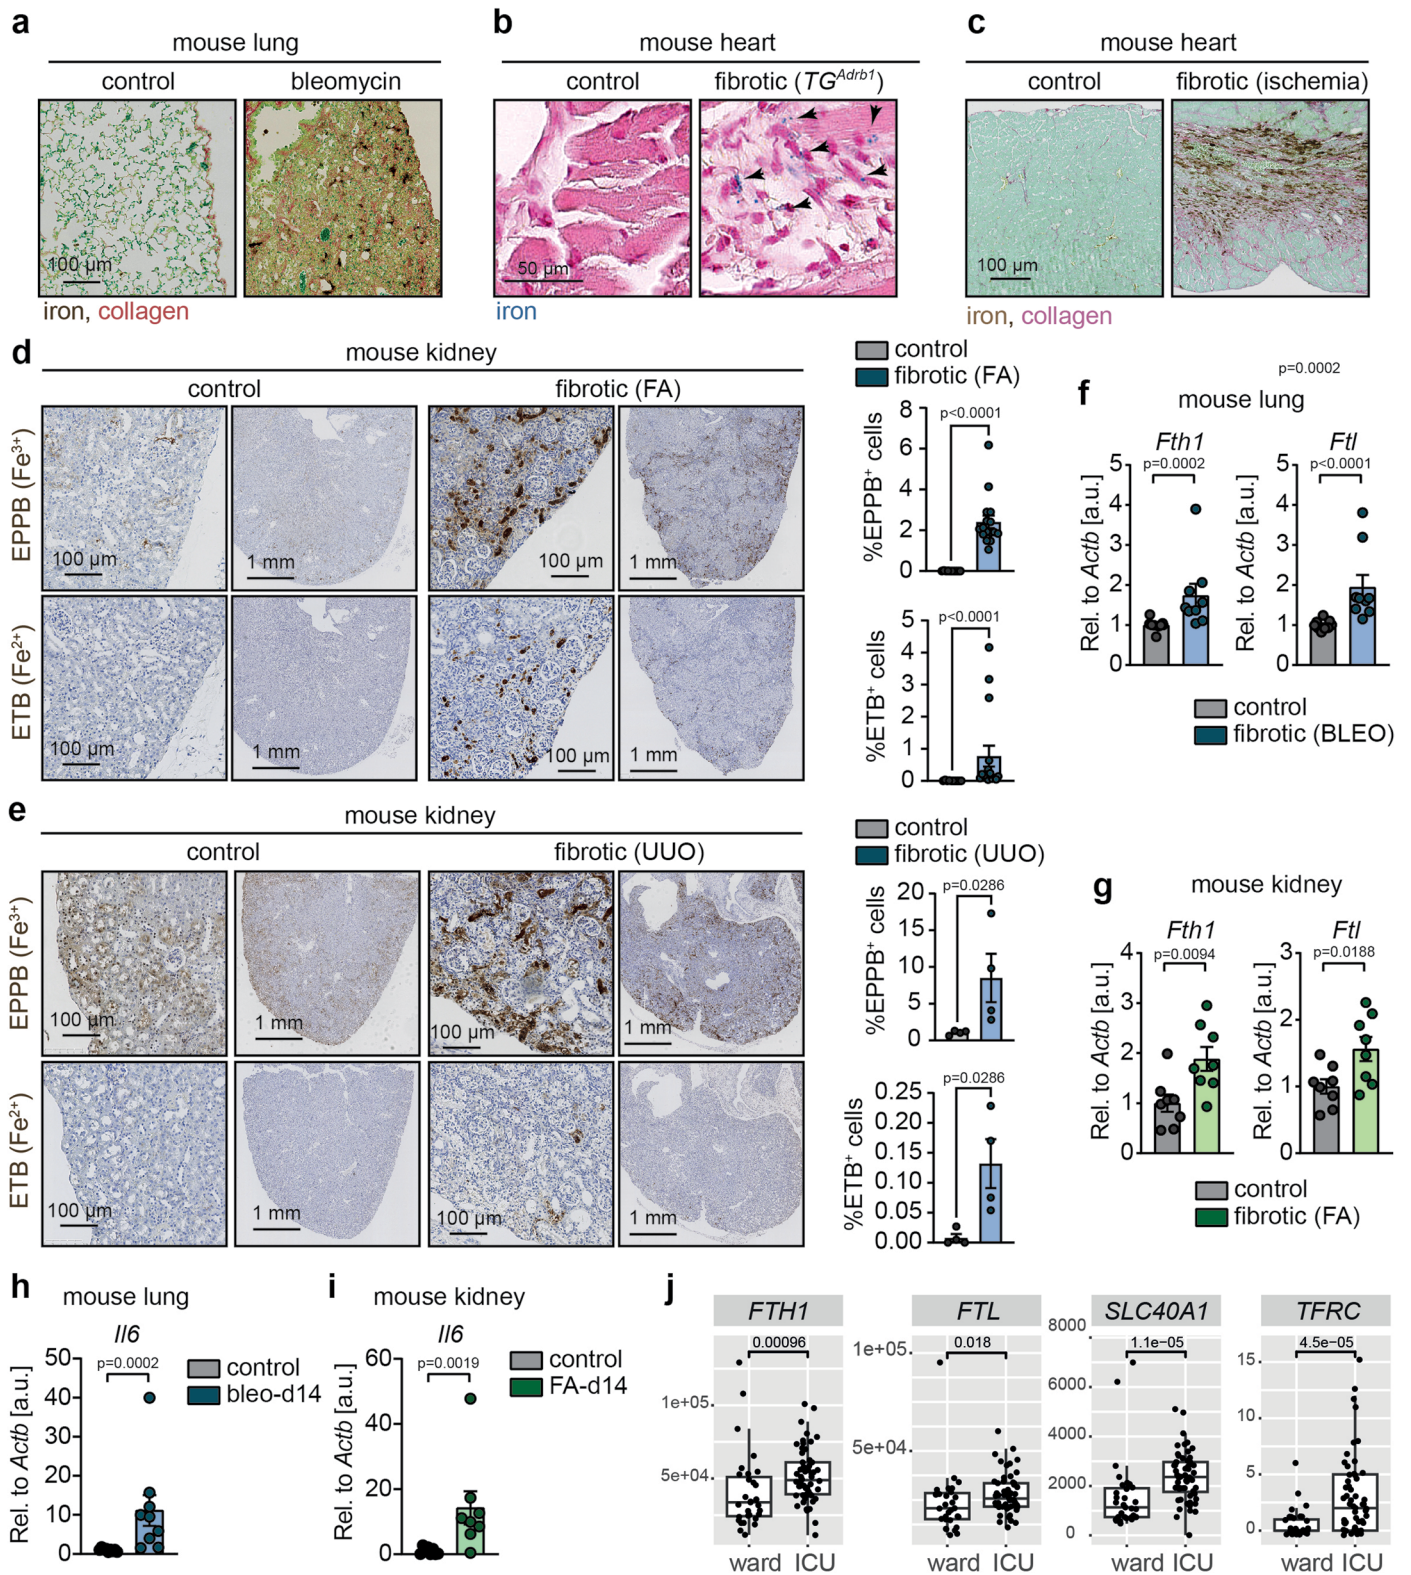 a
mouse lung
control
bleomycin
100 µm
iron, collagen
b
mouse heart
control
fibrotic (TG^Adrb1)
50 µm
iron
c
mouse heart
control
fibrotic (ischemia)
100 µm
iron, collagen
d
mouse kidney
control
fibrotic (FA)
EPPB (Fe³⁺)
100 µm
1 mm
100 µm
1 mm
ETB (Fe²⁺)
100 µm
1 mm
100 µm
1 mm
control
fibrotic (FA)
%EPPB⁺ cells
p<0.0001
8
6
4
2
0
%ETB⁺ cells
p<0.0001
5
4
3
2
1
0
e
mouse kidney
control
fibrotic (UUO)
EPPB (Fe³⁺)
100 µm
1 mm
100 µm
1 mm
ETB (Fe²⁺)
100 µm
1 mm
100 µm
1 mm
control
fibrotic (UUO)
%EPPB⁺ cells
p=0.0286
20
15
10
5
0
%ETB⁺ cells
p=0.0286
0.25
0.20
0.15
0.10
0.05
0.00
p=0.0002
f
mouse lung
Fth1
p=0.0002
Rel. to Actb [a.u.]
5
4
3
2
1
0
Ftl
p<0.0001
Rel. to Actb [a.u.]
5
4
3
2
1
0
control
fibrotic (BLEO)
g
mouse kidney
Fth1
p=0.0094
Rel. to Actb [a.u.]
4
3
2
1
0
Ftl
p=0.0188
Rel. to Actb [a.u.]
3
2
1
0
control
fibrotic (FA)
h
mouse lung
Il6
p=0.0002
Rel. to Actb [a.u.]
50
40
30
20
10
0
control
bleo-d14
i
mouse kidney
Il6
p=0.0019
Rel. to Actb [a.u.]
60
40
20
0
control
FA-d14
j
FTH1
0.00096
1e+05
5e+04
ward ICU
FTL
0.018
1e+05
5e+04
ward ICU
SLC40A1
1.1e−05
8000
6000
4000
2000
0
ward ICU
TFRC
4.5e−05
15
10
5
0
ward ICU